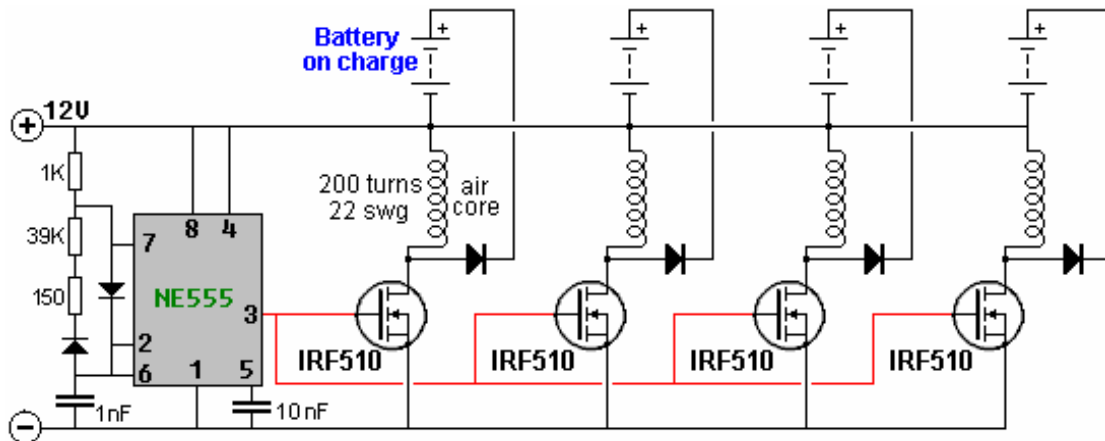 Battery
on charge
+
+
+
+
+
12V
1K
200 turns
22 swg
air
core
39K
150
8
4
7
NE555
3
2
6
1
5
IRF510
IRF510
IRF510
IRF510
1nF
10nF
−